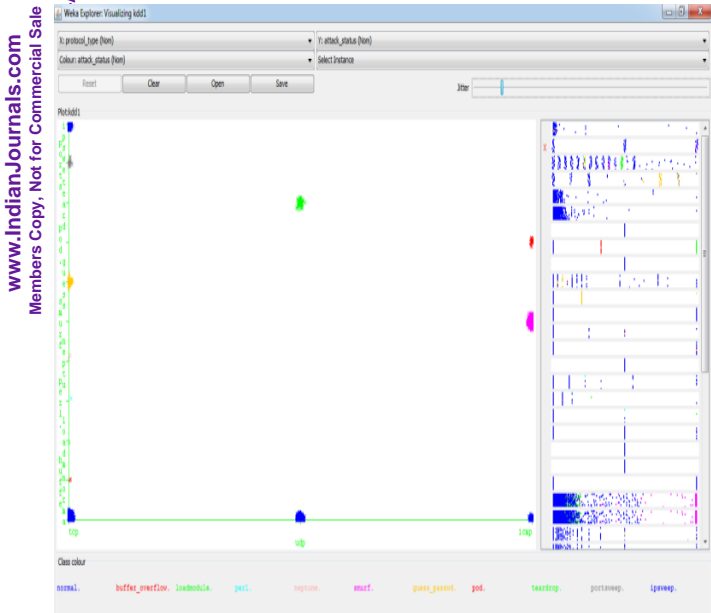 www.IndianJournals.com
Members Copy, Not for Commercial Sale
Weka Explorer: Visualizing kdd1
X: protocol_type (Nom)
Y: attack_status (Nom)
Colour: attack_status (Nom)
Select Instance
Reset
Clear
Open
Save
Jitter
Plot:kdd1
X
tcp
udp
icmp
Class colour
normal.
buffer_overflow.
loadmodule.
perl.
neptune.
smurf.
guess_passwd.
pod.
teardrop.
portsweep.
ipsweep.